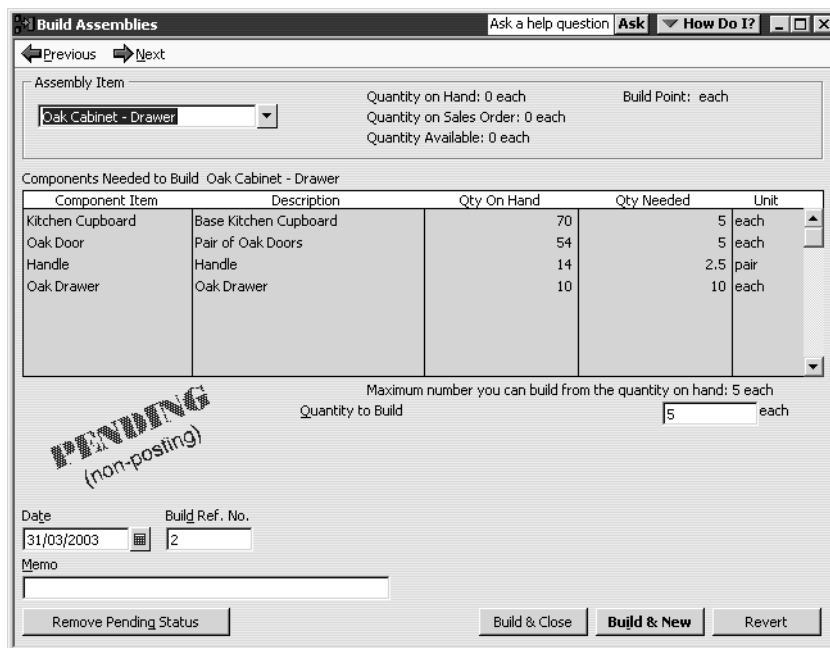 Build Assemblies Ask a help question Ask How Do I?
Previous Next
Assembly Item
Oak Cabinet - Drawer
Quantity on Hand: 0 each Build Point: each
Quantity on Sales Order: 0 each
Quantity Available: 0 each
Components Needed to Build Oak Cabinet - Drawer
Component Item Description Qty On Hand Qty Needed Unit
Kitchen Cupboard Base Kitchen Cupboard 70 5 each
Oak Door Pair of Oak Doors 54 5 each
Handle Handle 14 2.5 pair
Oak Drawer Oak Drawer 10 10 each
Maximum number you can build from the quantity on hand: 5 each
Quantity to Build 5 each
PENDING
(non-posting)
Date Build Ref. No.
31/03/2003 2
Memo
Remove Pending Status Build & Close Build & New Revert